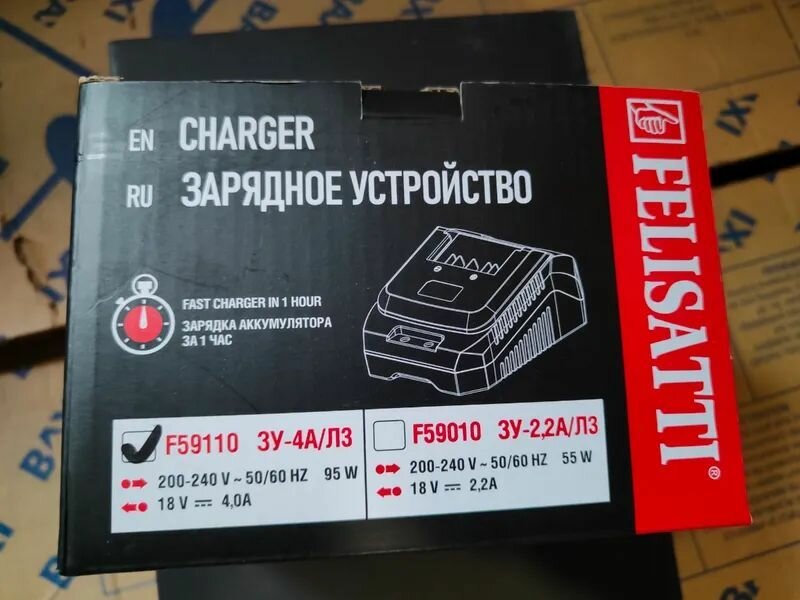 EN CHARGER
RU ЗАРЯДНОЕ УСТРОЙСТВО
FAST CHARGER IN 1 HOUR
ЗАРЯДКА АККУМУЛЯТОРА
ЗА 1 ЧАС
F59110 ЗУ-4А/Л3
200-240 V ~ 50/60 HZ 95 W
18 V 4,0A
F59010 ЗУ-2,2А/Л3
200-240 V ~ 50/60 HZ 55 W
18 V 2,2A
FELISATTI®